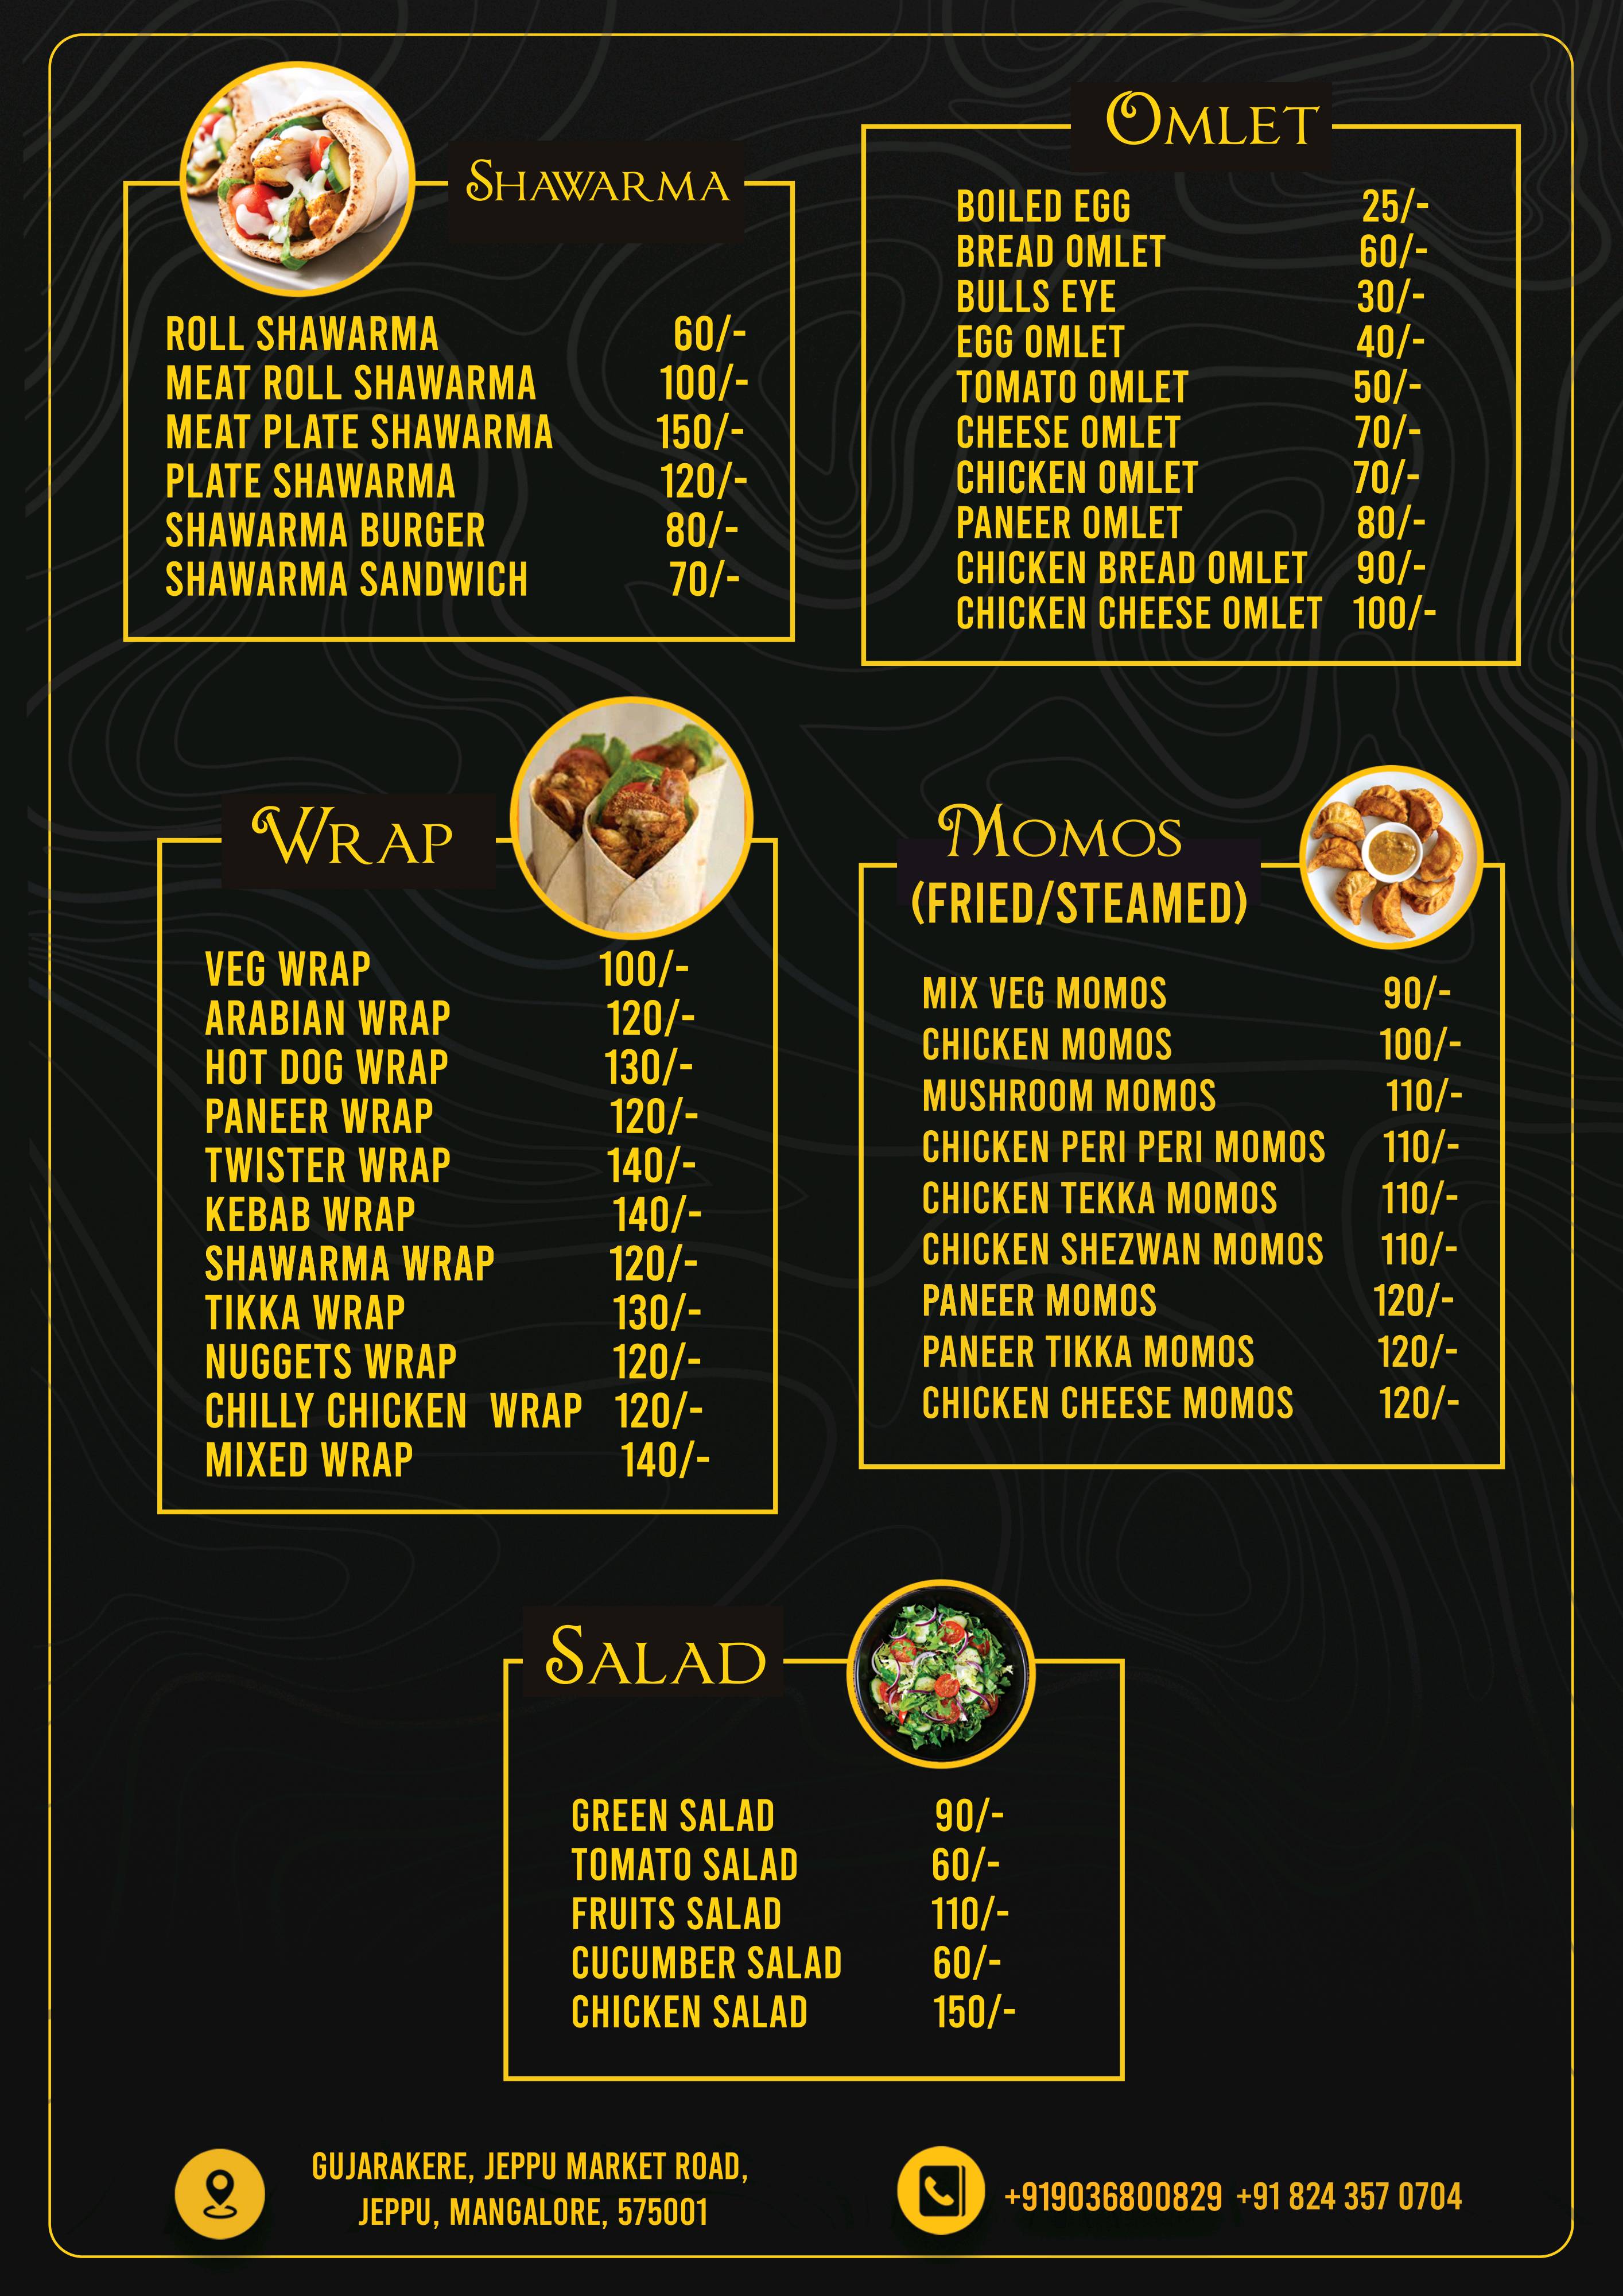 SHAWARMA
ROLL SHAWARMA 60/-
MEAT ROLL SHAWARMA 100/-
MEAT PLATE SHAWARMA 150/-
PLATE SHAWARMA 120/-
SHAWARMA BURGER 80/-
SHAWARMA SANDWICH 70/-
OMLET
BOILED EGG 25/-
BREAD OMLET 60/-
BULLS EYE 30/-
EGG OMLET 40/-
TOMATO OMLET 50/-
CHEESE OMLET 70/-
CHICKEN OMLET 70/-
PANEER OMLET 80/-
CHICKEN BREAD OMLET 90/-
CHICKEN CHEESE OMLET 100/-
WRAP
VEG WRAP 100/-
ARABIAN WRAP 120/-
HOT DOG WRAP 130/-
PANEER WRAP 120/-
TWISTER WRAP 140/-
KEBAB WRAP 140/-
SHAWARMA WRAP 120/-
TIKKA WRAP 130/-
NUGGETS WRAP 120/-
CHILLY CHICKEN WRAP 120/-
MIXED WRAP 140/-
MOMOS
(FRIED/STEAMED)
MIX VEG MOMOS 90/-
CHICKEN MOMOS 100/-
MUSHROOM MOMOS 110/-
CHICKEN PERI PERI MOMOS 110/-
CHICKEN TEKKA MOMOS 110/-
CHICKEN SHEZWAN MOMOS 110/-
PANEER MOMOS 120/-
PANEER TIKKA MOMOS 120/-
CHICKEN CHEESE MOMOS 120/-
SALAD
GREEN SALAD 90/-
TOMATO SALAD 60/-
FRUITS SALAD 110/-
CUCUMBER SALAD 60/-
CHICKEN SALAD 150/-
GUJARAKERE, JEPPU MARKET ROAD,
JEPPU, MANGALORE, 575001
+919036800829 +91 824 357 0704